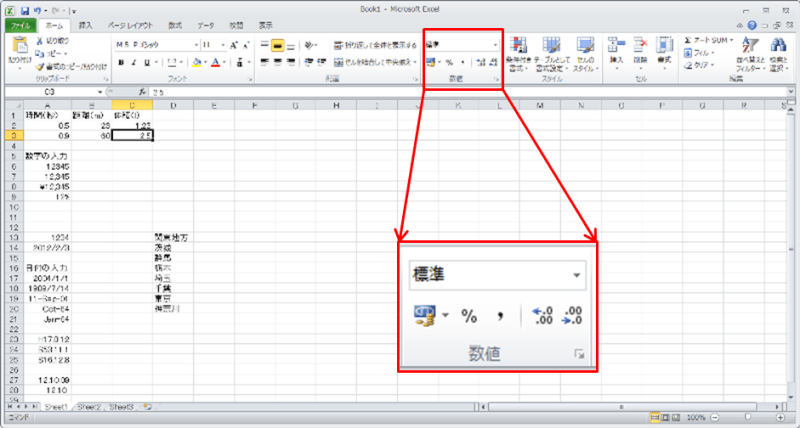 Book1 - Microsoft Excel
ファイル ホーム 挿入 ページ レイアウト 数式 データ 校閲 表示
切り取り
コピー
書式のコピー/貼り付け
貼り付け
クリップボード
ＭＳ Ｐゴシック 11
フォント
折り返して全体を表示する
セルを結合して中央揃え
配置
標準
数値
条件付き書式 テーブルとして書式設定 セルのスタイル
スタイル
挿入 削除 書式
セル
オート SUM
フィル
クリア
並べ替えとフィルター 検索と選択
編集
C3 fx 2.5
A B C D E F G H I J K L M N O P Q R S
1 時間(秒) 距離(m) 体積(l)
2 0.5 23 1.23
3 0.9 60 2.5
4
5 数字の入力
6 12345
7 12,345
8 ¥12,345
9
10
11
12
13 1234 関東地方
14 2012/2/3 茨城
15 群馬
16 日付の入力 栃木
17 2004/1/1 埼玉
18 1989/7/14 千葉
19 11-Sep-04 東京
20 Oct-64 神奈川
21 Jan-04
22
23 H17.8.12
24 S53.11.1
25 S16.12.8
26
27 12:10:09
28 12:10
標準
% , .0 .00 .00 .0
数値
Sheet1 Sheet2 Sheet3
コマンド 100%